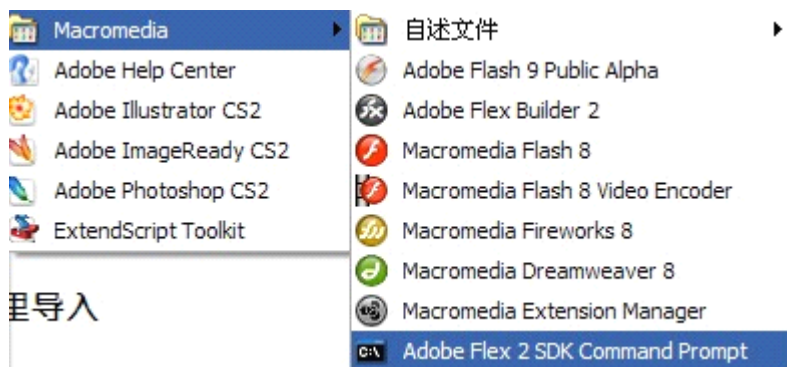 Macromedia
Adobe Help Center
Adobe Illustrator CS2
Adobe ImageReady CS2
Adobe Photoshop CS2
ExtendScript Toolkit
里导入
自述文件
Adobe Flash 9 Public Alpha
Adobe Flex Builder 2
Macromedia Flash 8
Macromedia Flash 8 Video Encoder
Macromedia Fireworks 8
Macromedia Dreamweaver 8
Macromedia Extension Manager
Adobe Flex 2 SDK Command Prompt